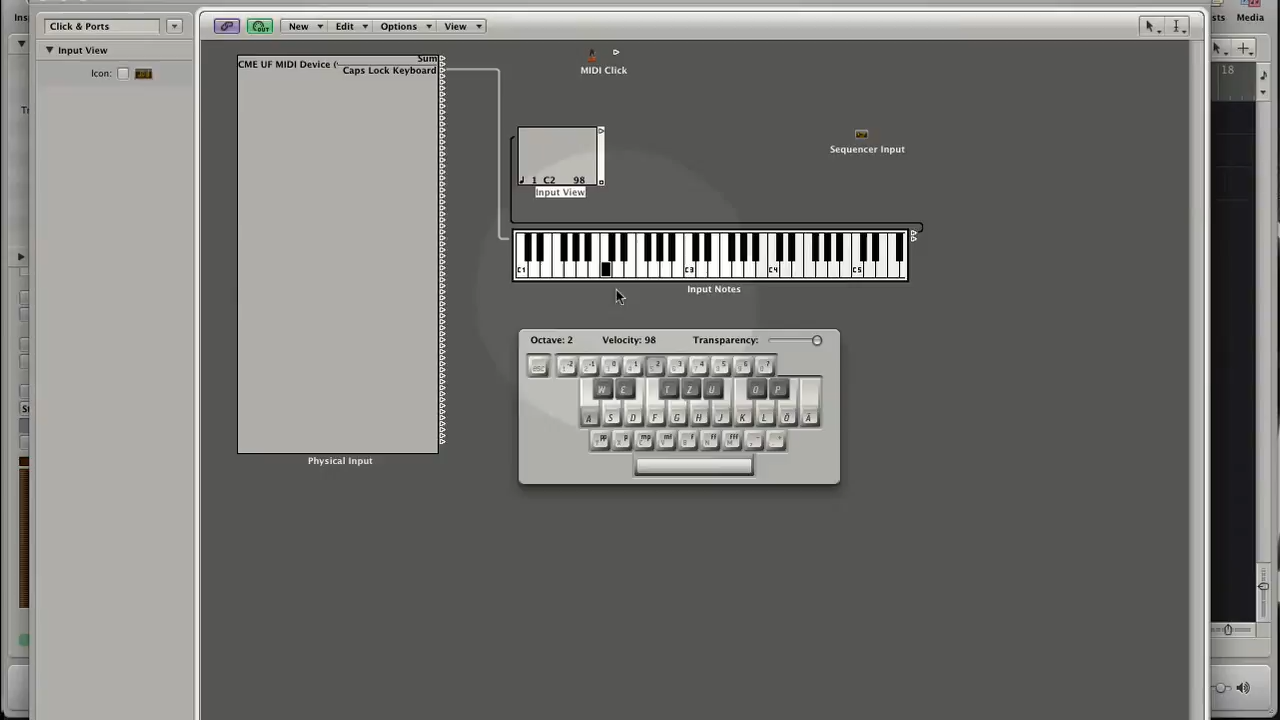 Click & Ports
New
Edit
Options
View
Media
Input View
Icon:
18
Sum
CME UF MIDI Device (
Caps Lock Keyboard
MIDI Click
Sequencer Input
1 C2 98
Input View
C1
C3
C4
C5
Input Notes
Octave: 2
Velocity: 98
Transparency:
esc
W E T Z U O P
A S D F G H J K L Ö Ä
Physical Input